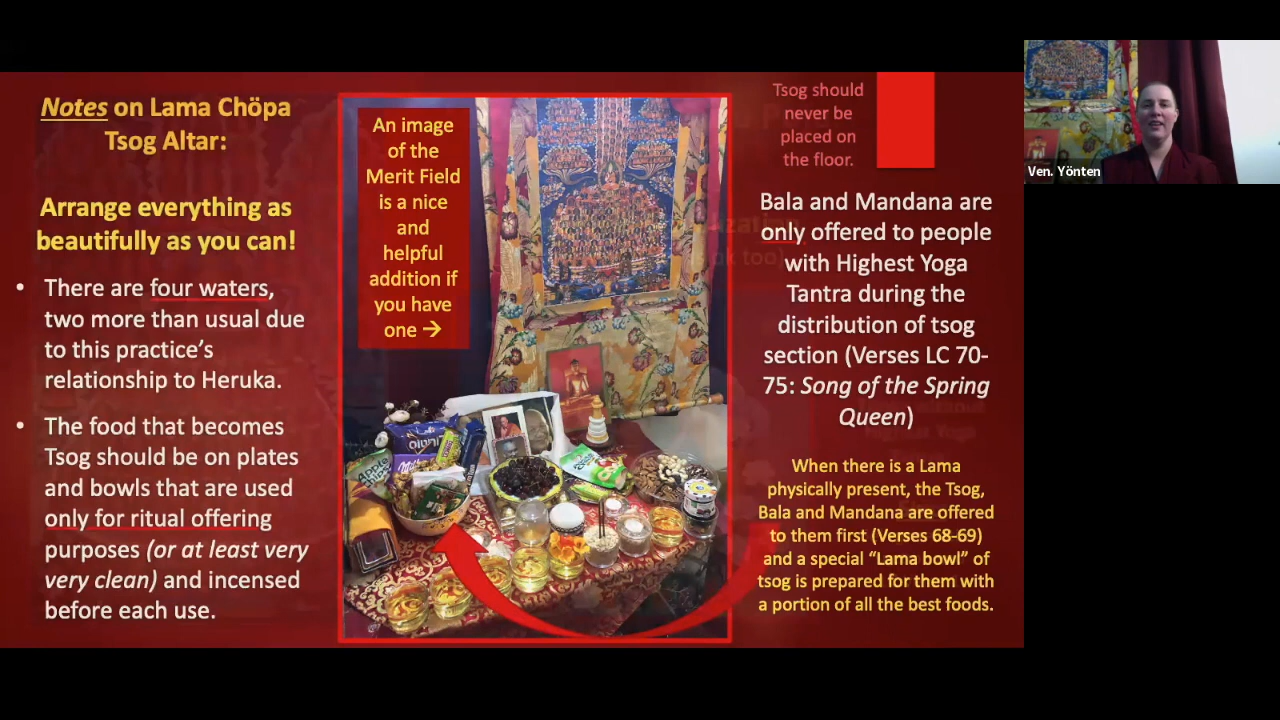 Notes on Lama Chöpa
Tsog Altar:
Arrange everything as
beautifully as you can!
• There are four waters,
two more than usual due
to this practice's
relationship to Heruka.
• The food that becomes
Tsog should be on plates
and bowls that are used
only for ritual offering
purposes (or at least very
very clean) and incensed
before each use.
An image
of the
Merit Field
is a nice
and
helpful
addition if
you have
one →
Tsog should
never be
placed on
the floor.
Bala and Mandana are
only offered to people
with Highest Yoga
Tantra during the
distribution of tsog
section (Verses LC 70-
75: Song of the Spring
Queen)
When there is a Lama
physically present, the Tsog,
Bala and Mandana are offered
to them first (Verses 68-69)
and a special “Lama bowl” of
tsog is prepared for them with
a portion of all the best foods.
Ven. Yönten